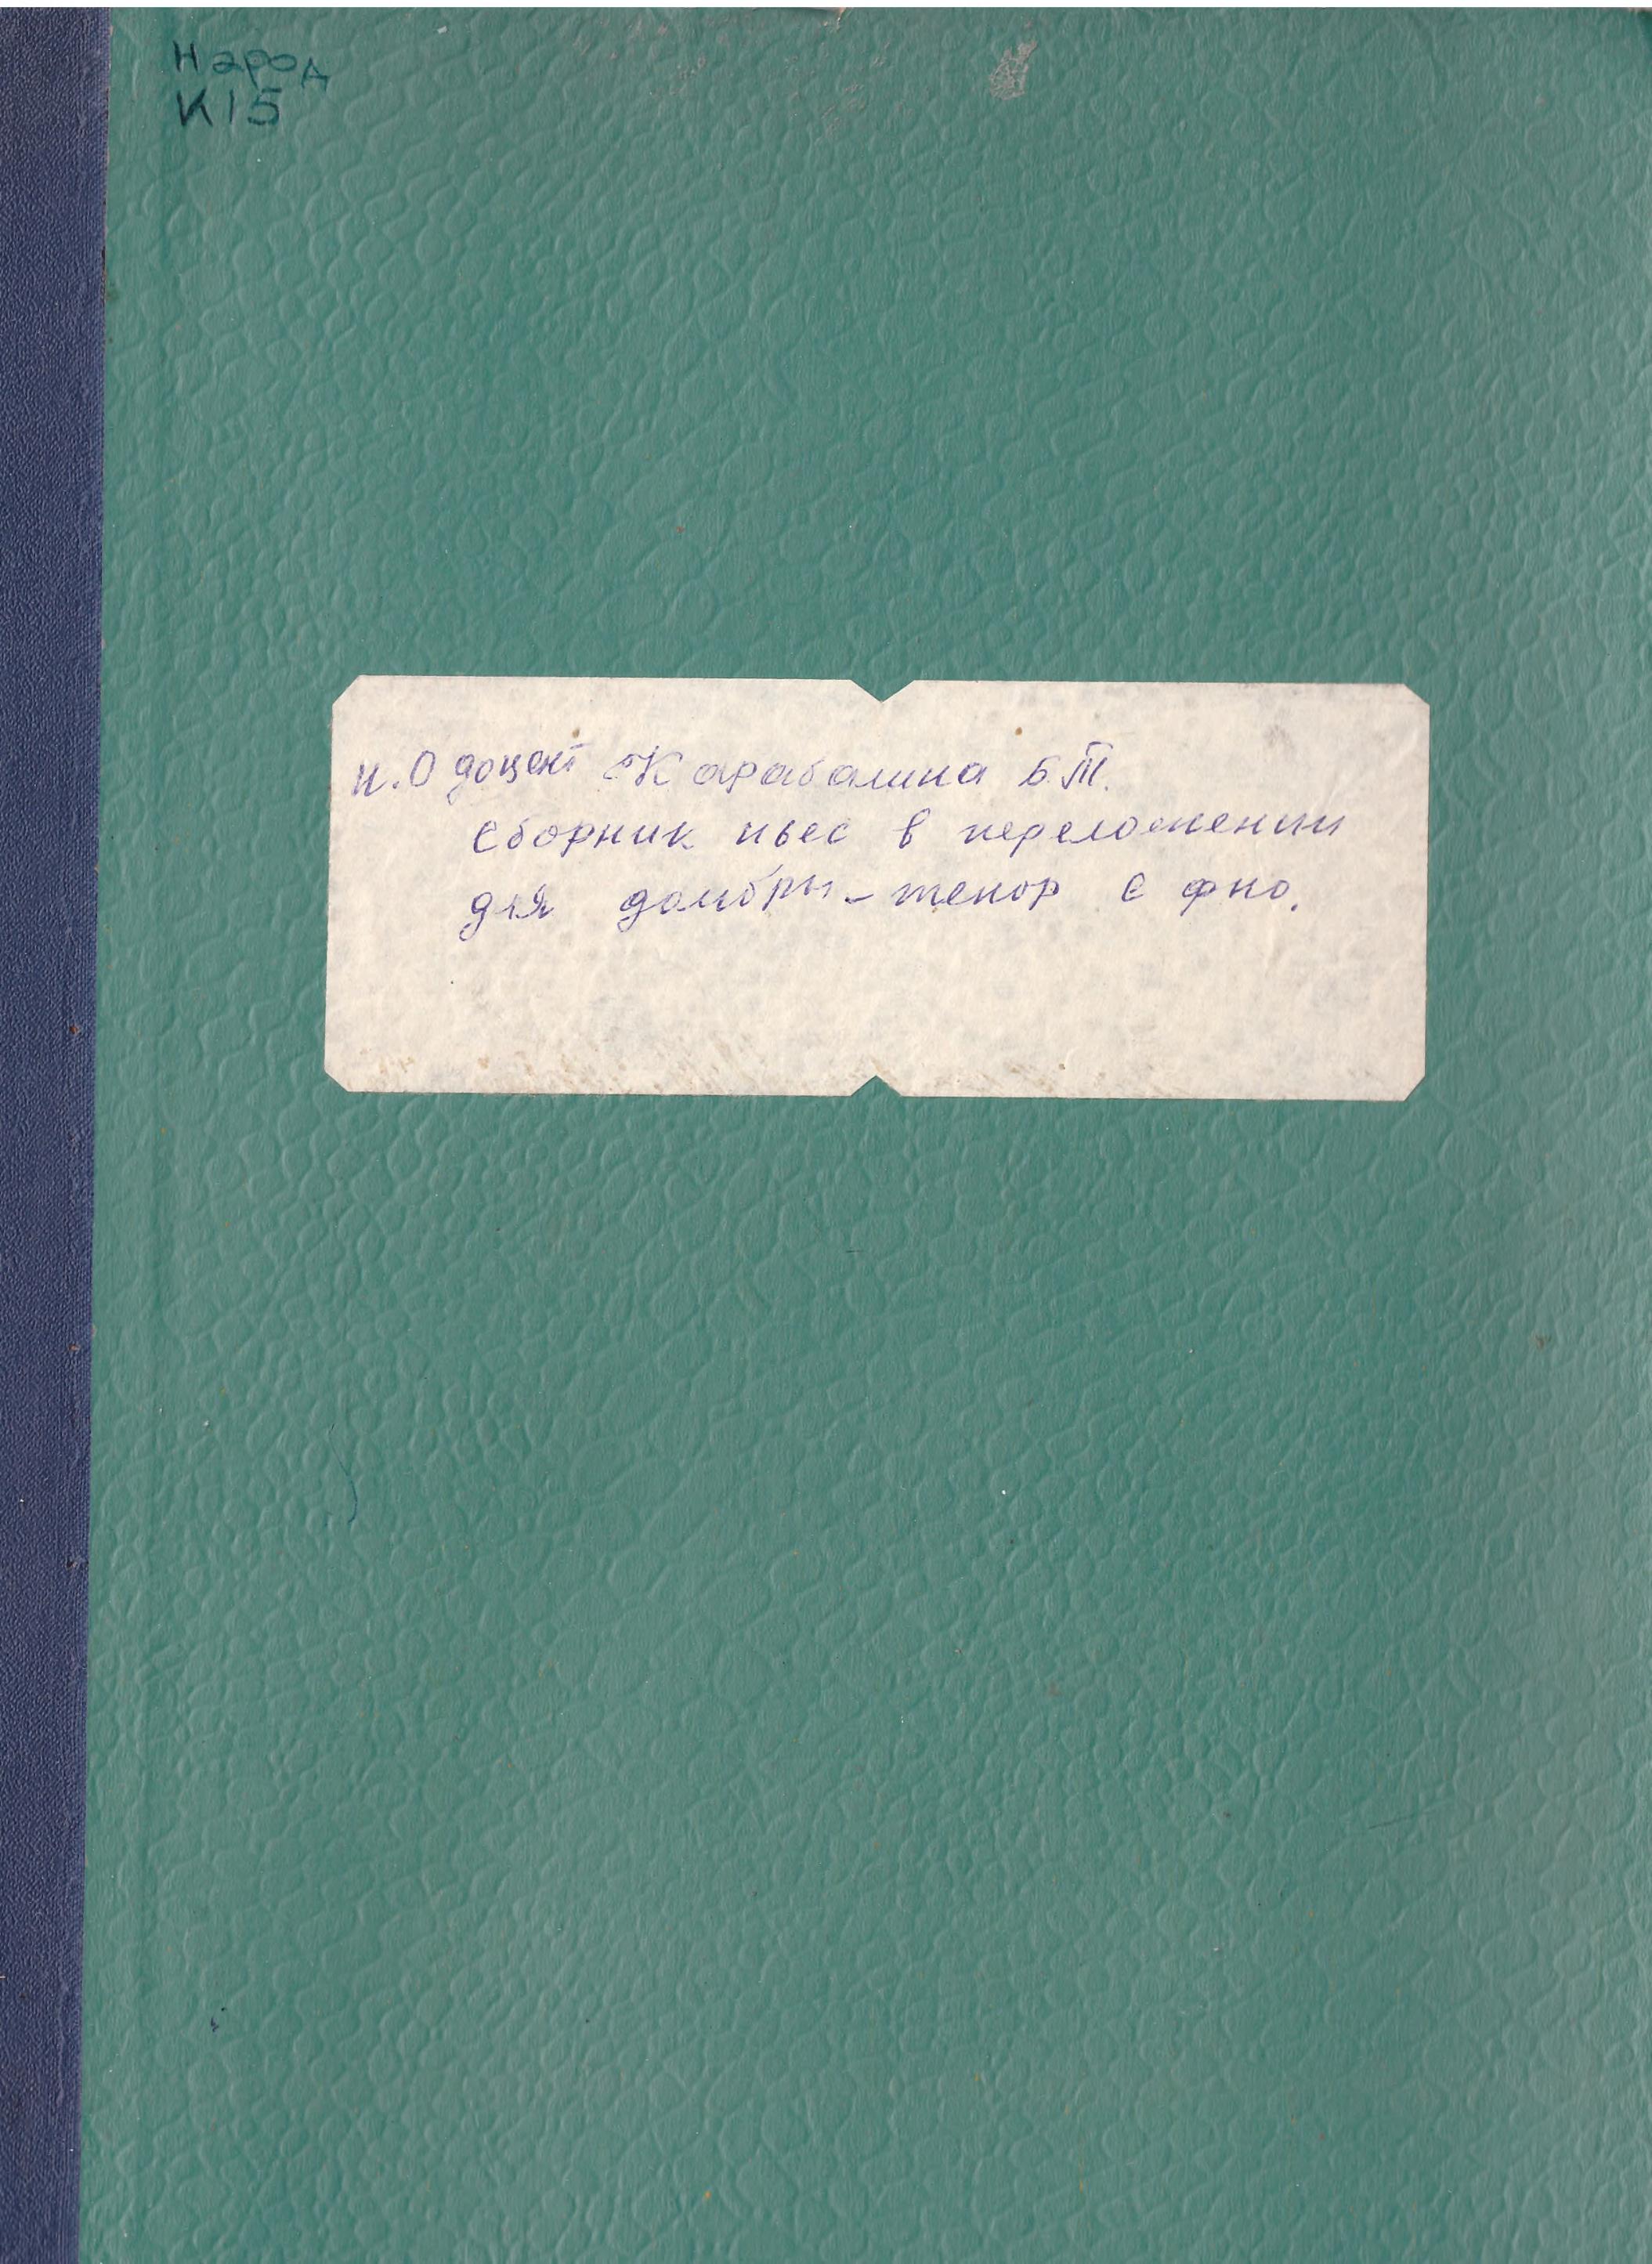 Народ
К15
И.О доцент Карабалина Б.Т.
Сборник пьес в переложении
для домбры-тенор с фно.